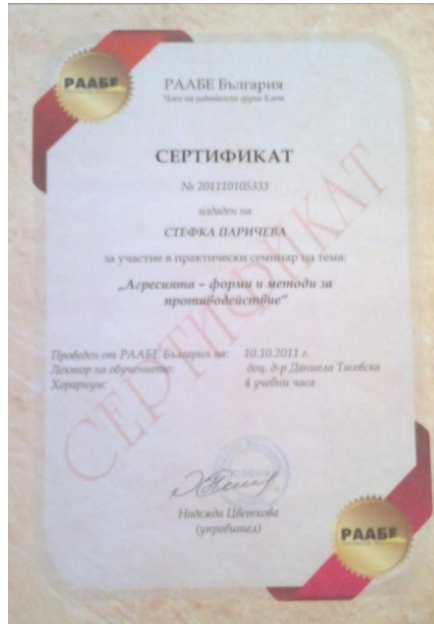 РААБЕ
РААБЕ България
Член на издателска група Клет
СЕРТИФИКАТ
№ 201110105333
издаден на
СТЕФКА ПАРИЧЕВА
за участие в практически семинар на тема:
„Агресията – форми и методи за
противодействие"
Проведен от РААБЕ България на: 10.10.2011 г.
Лектор на обучението: доц. д-р Даниела Тасевска
Хорариум: 4 учебни часа
СЕРТИФИКАТ
Надежда Цветкова
(управител)
РААБЕ